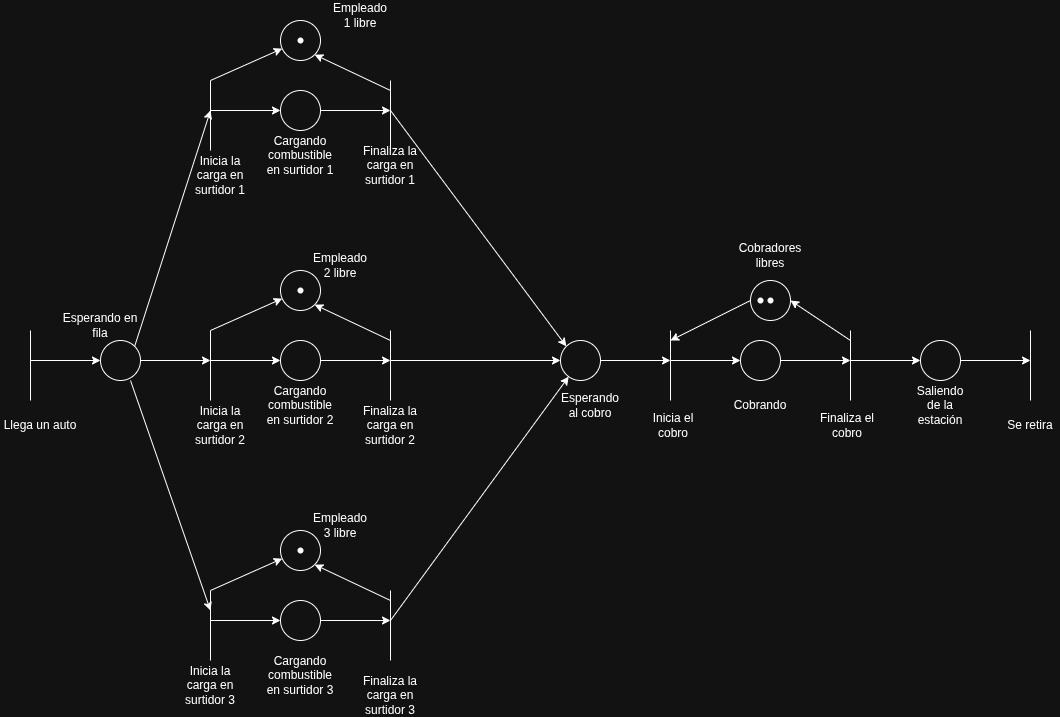 Empleado
1 libre
Cargando
combustible
en surtidor 1
Inicia la
carga en
surtidor 1
Finaliza la
carga en
surtidor 1
Empleado
2 libre
Cobradores
libres
Esperando en
fila
Llega un auto
Inicia la
carga en
surtidor 2
Cargando
combustible
en surtidor 2
Finaliza la
carga en
surtidor 2
Esperando
al cobro
Inicia el
cobro
Cobrando
Finaliza el
cobro
Saliendo
de la
estación
Se retira
Empleado
3 libre
Inicia la
carga en
surtidor 3
Cargando
combustible
en surtidor 3
Finaliza la
carga en
surtidor 3